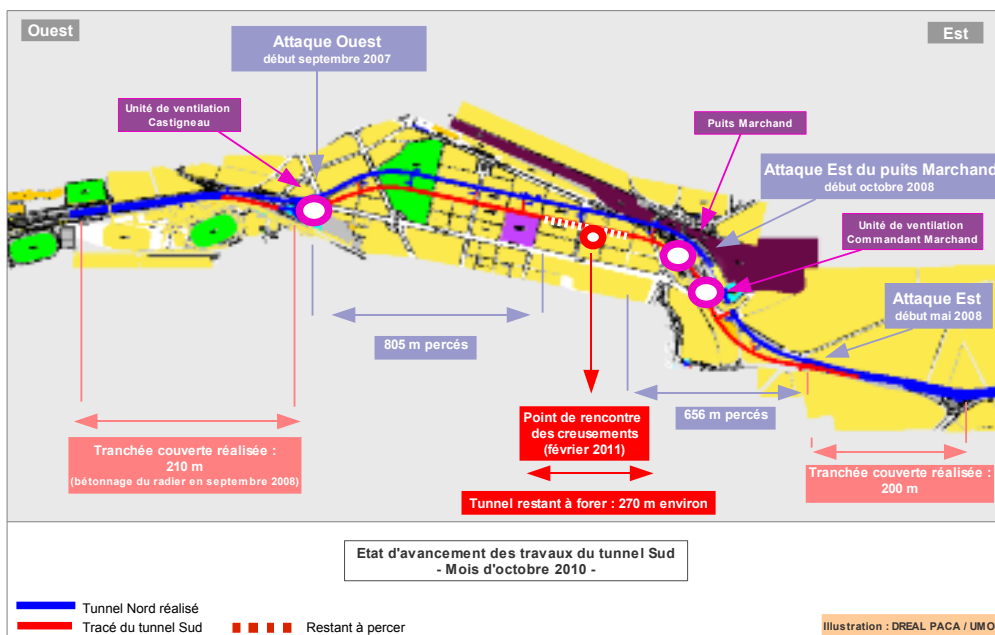 Ouest
Est
Attaque Ouest
début septembre 2007
Unité de ventilation
Castigneau
Puits Marchand
Attaque Est du puits Marchand
début octobre 2008
Unité de ventilation
Commandant Marchand
Attaque Est
début mai 2008
805 m percés
656 m percés
Point de rencontre
des creusements
(février 2011)
Tranchée couverte réalisée :
210 m
(bétonnage du radier en septembre 2008)
Tranchée couverte réalisée :
200 m
Tunnel restant à forer : 270 m environ
Etat d'avancement des travaux du tunnel Sud
- Mois d'octobre 2010 -
Tunnel Nord réalisé
Tracé du tunnel Sud
Restant à percer
Illustration : DREAL PACA / UMO